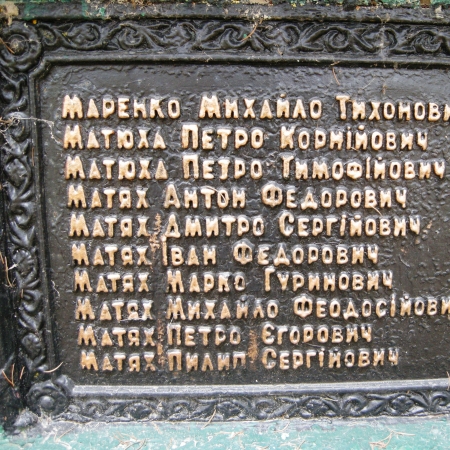 Маренко Михайло Тихонови
Матюха Петро Корнійович
Матюха Петро Тимофійович
Матях Антон Федорович
Матях Дмитро Сергійович
Матях Іван Федорович
Матях Марко Гуринович
Матях Михайло Феодосійови
Матях Петро Єгорович
Матях Пилип Сергійович